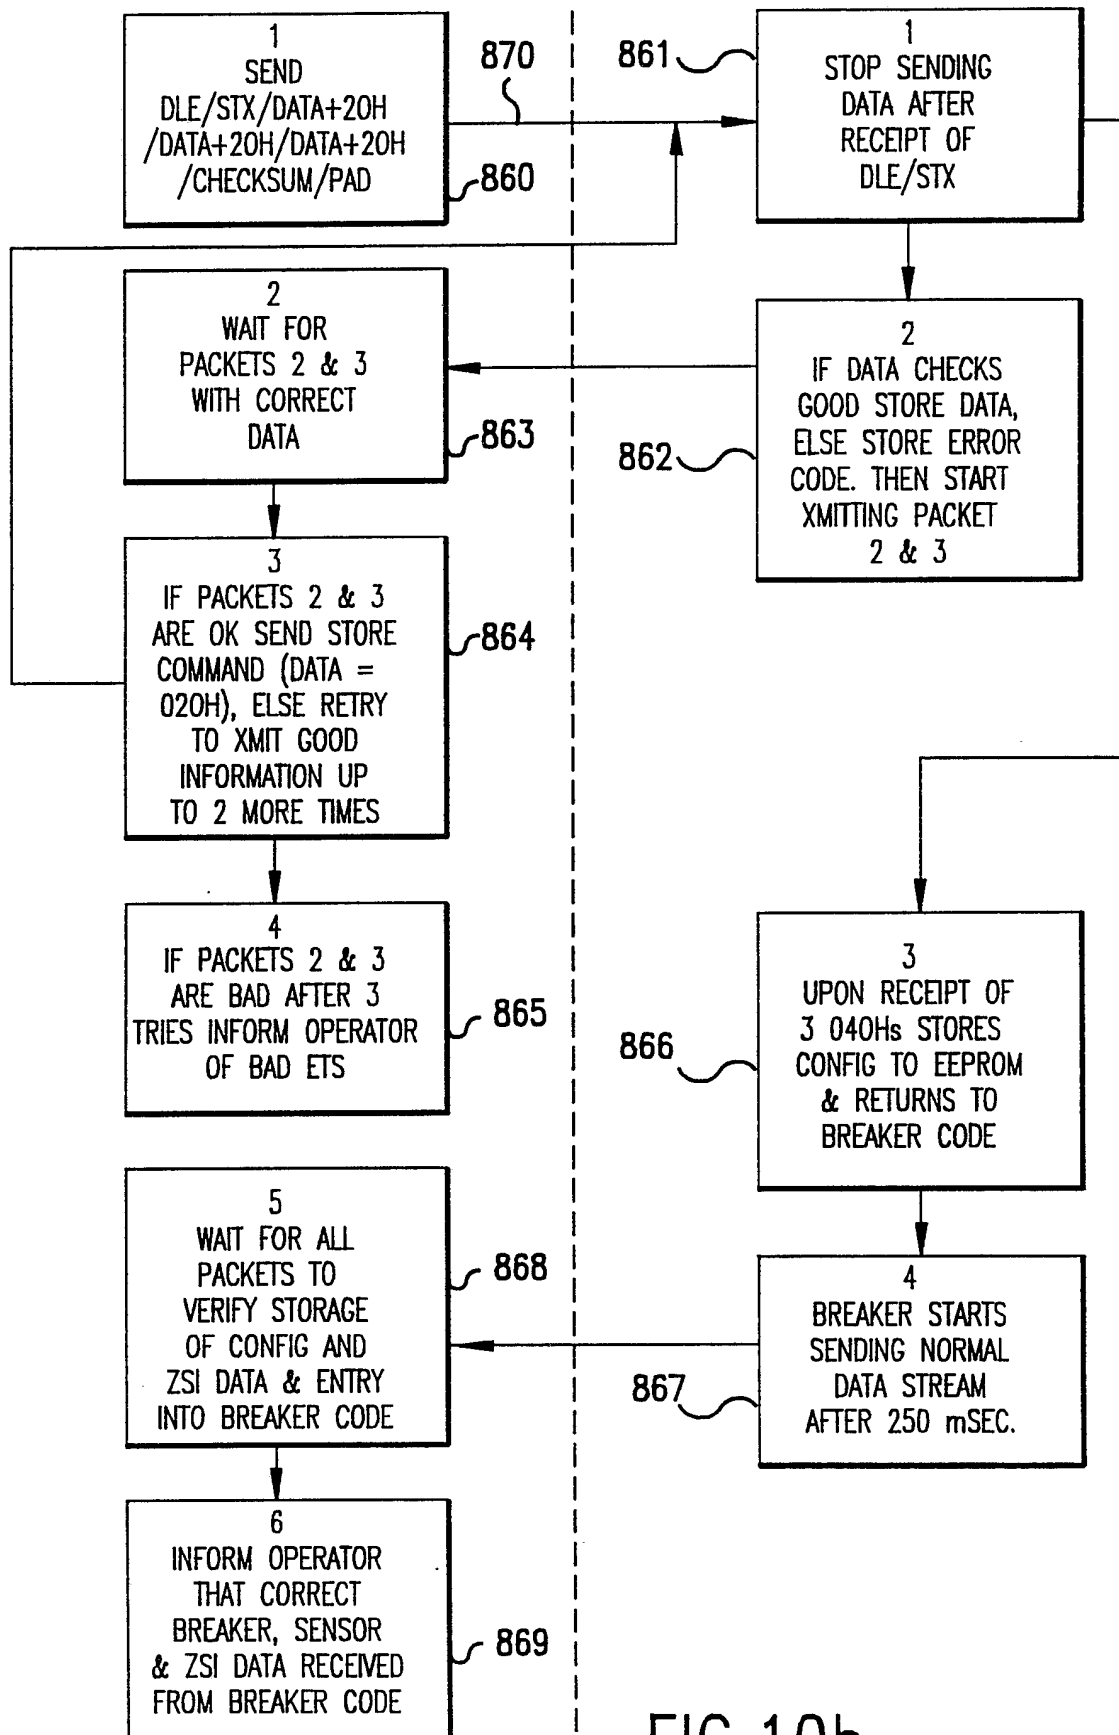 1
SEND
DLE/STX/DATA+20H
/DATA+20H/DATA+20H
/CHECKSUM/PAD
860
870
861
1
STOP SENDING
DATA AFTER
RECEIPT OF
DLE/STX
2
WAIT FOR
PACKETS 2 & 3
WITH CORRECT
DATA
863
862
2
IF DATA CHECKS
GOOD STORE DATA,
ELSE STORE ERROR
CODE. THEN START
XMITTING PACKET
2 & 3
3
IF PACKETS 2 & 3
ARE OK SEND STORE
COMMAND (DATA =
020H), ELSE RETRY
TO XMIT GOOD
INFORMATION UP
TO 2 MORE TIMES
864
4
IF PACKETS 2 & 3
ARE BAD AFTER 3
TRIES INFORM OPERATOR
OF BAD ETS
865
866
3
UPON RECEIPT OF
3 040Hs STORES
CONFIG TO EEPROM
& RETURNS TO
BREAKER CODE
5
WAIT FOR ALL
PACKETS TO
VERIFY STORAGE
OF CONFIG AND
ZSI DATA & ENTRY
INTO BREAKER CODE
868
867
4
BREAKER STARTS
SENDING NORMAL
DATA STREAM
AFTER 250 mSEC.
6
INFORM OPERATOR
THAT CORRECT
BREAKER, SENSOR
& ZSI DATA RECEIVED
FROM BREAKER CODE
869
FIG. 10b